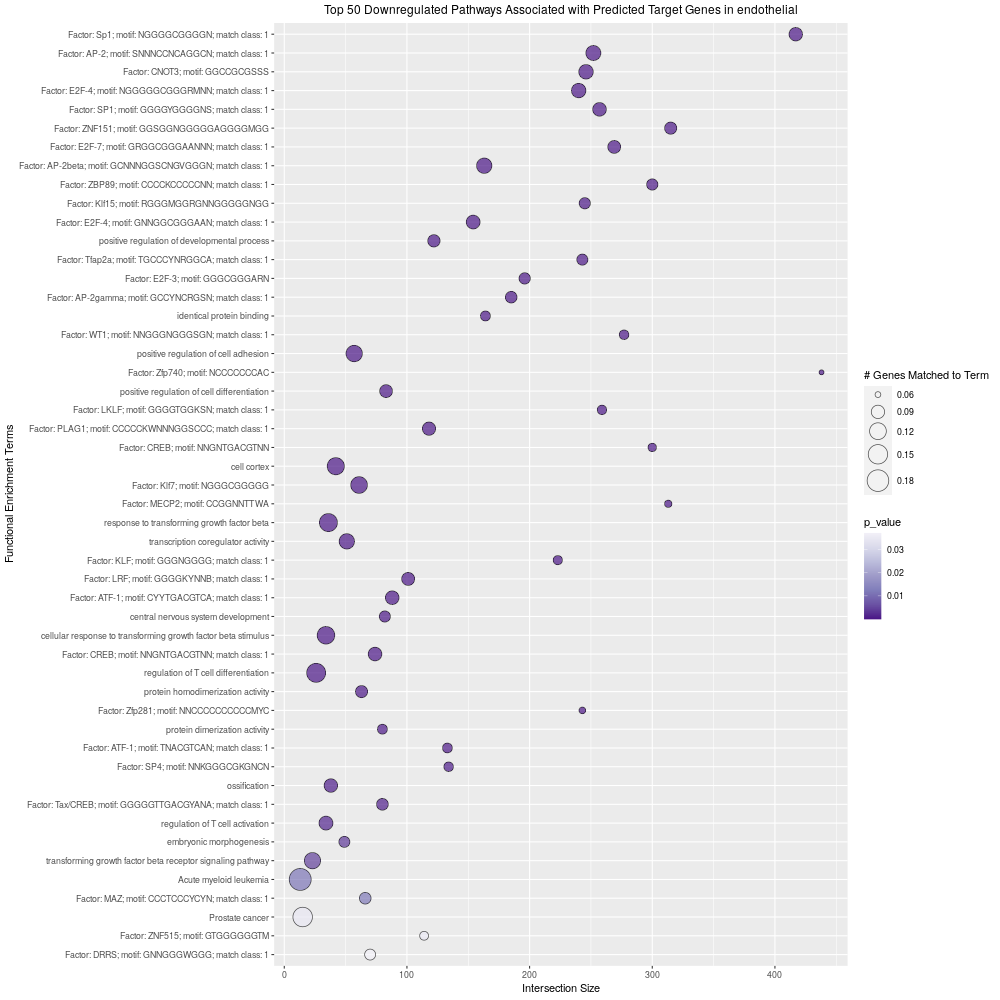 Top 50 Downregulated Pathways Associated with Predicted Target Genes in endothelial
Functional Enrichment Terms
Factor: Sp1; motif: NGGGGCGGGGN; match class: 1
Factor: AP-2; motif: SNNNCCNCAGGCN; match class: 1
Factor: CNOT3; motif: GGCCGCGSSS
Factor: E2F-4; motif: NGGGGGCGGGRMNN; match class: 1
Factor: SP1; motif: GGGGYGGGGNS; match class: 1
Factor: ZNF151; motif: GGSGGNGGGGGAGGGGMGG
Factor: E2F-7; motif: GRGGCGGGAANNN; match class: 1
Factor: AP-2beta; motif: GCNNNGGSCNGVGGGN; match class: 1
Factor: ZBP89; motif: CCCCKCCCCCNN; match class: 1
Factor: Klf15; motif: RGGGMGGRGNNGGGGGNGG
Factor: E2F-4; motif: GNNGGCGGGAAN; match class: 1
positive regulation of developmental process
Factor: Tfap2a; motif: TGCCCYNRGGCA; match class: 1
Factor: E2F-3; motif: GGGCGGGARN
Factor: AP-2gamma; motif: GCCYNCRGSN; match class: 1
identical protein binding
Factor: WT1; motif: NNGGGNGGGSGN; match class: 1
positive regulation of cell adhesion
Factor: Zfp740; motif: NCCCCCCCAC
positive regulation of cell differentiation
Factor: LKLF; motif: GGGGTGGKSN; match class: 1
Factor: PLAG1; motif: CCCCCKWNNNGGSCCC; match class: 1
Factor: CREB; motif: NNGNTGACGTNN
cell cortex
Factor: Klf7; motif: NGGGCGGGGG
Factor: MECP2; motif: CCGGNNTTWA
response to transforming growth factor beta
transcription coregulator activity
Factor: KLF; motif: GGGNGGGG; match class: 1
Factor: LRF; motif: GGGGKYNNB; match class: 1
Factor: ATF-1; motif: CYYTGACGTCA; match class: 1
central nervous system development
cellular response to transforming growth factor beta stimulus
Factor: CREB; motif: NNGNTGACGTNN; match class: 1
regulation of T cell differentiation
protein homodimerization activity
Factor: Zfp281; motif: NNCCCCCCCCCCMYC
protein dimerization activity
Factor: ATF-1; motif: TNACGTCAN; match class: 1
Factor: SP4; motif: NNKGGGCGKGNCN
ossification
Factor: Tax/CREB; motif: GGGGGTTGACGYANA; match class: 1
regulation of T cell activation
embryonic morphogenesis
transforming growth factor beta receptor signaling pathway
Acute myeloid leukemia
Factor: MAZ; motif: CCCTCCCYCYN; match class: 1
Prostate cancer
Factor: ZNF515; motif: GTGGGGGGTM
Factor: DRRS; motif: GNNGGGWGGG; match class: 1
0 100 200 300 400
Intersection Size
# Genes Matched to Term
0.06
0.09
0.12
0.15
0.18
p_value
0.03
0.02
0.01